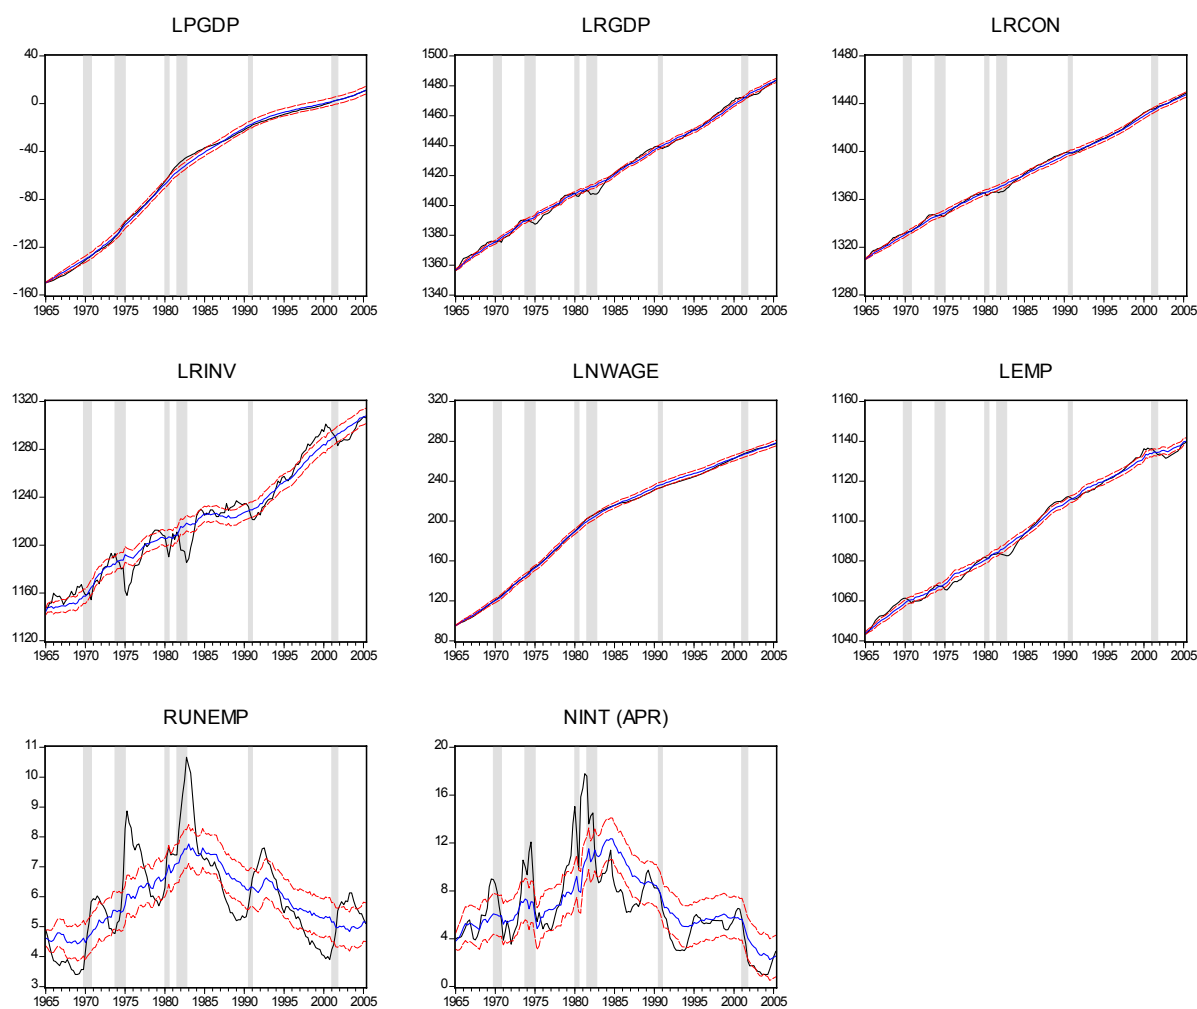 LPGDP LRGDP LRCON
40 1500 1480
0 1480 1440
-40 1460 1400
-80 1440 1360
-120 1420 1320
-160 1400 1280
1380
1360
1340
1965 1970 1975 1980 1985 1990 1995 2000 2005 1965 1970 1975 1980 1985 1990 1995 2000 2005 1965 1970 1975 1980 1985 1990 1995 2000 2005
LRINV LNWAGE LEMP
1320 320 1160
1280 280 1140
1240 240 1120
1200 200 1100
1160 160 1080
1120 120 1060
80 1040
1965 1970 1975 1980 1985 1990 1995 2000 2005 1965 1970 1975 1980 1985 1990 1995 2000 2005 1965 1970 1975 1980 1985 1990 1995 2000 2005
RUNEMP NINT (APR)
11 20
10 16
9 12
8 8
7 4
6 0
5
4
3
1965 1970 1975 1980 1985 1990 1995 2000 2005 1965 1970 1975 1980 1985 1990 1995 2000 2005